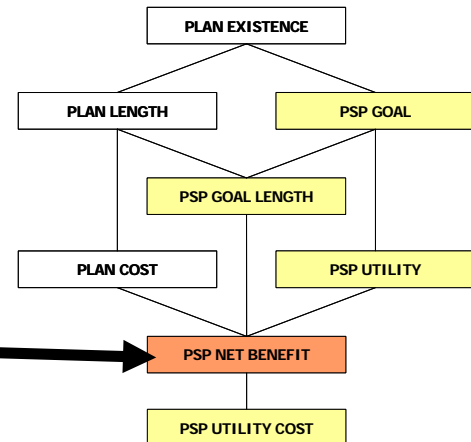 PLAN EXISTENCE
PLAN LENGTH
PSP GOAL
PSP GOAL LENGTH
PLAN COST
PSP UTILITY
PSP NET BENEFIT
PSP UTILITY COST